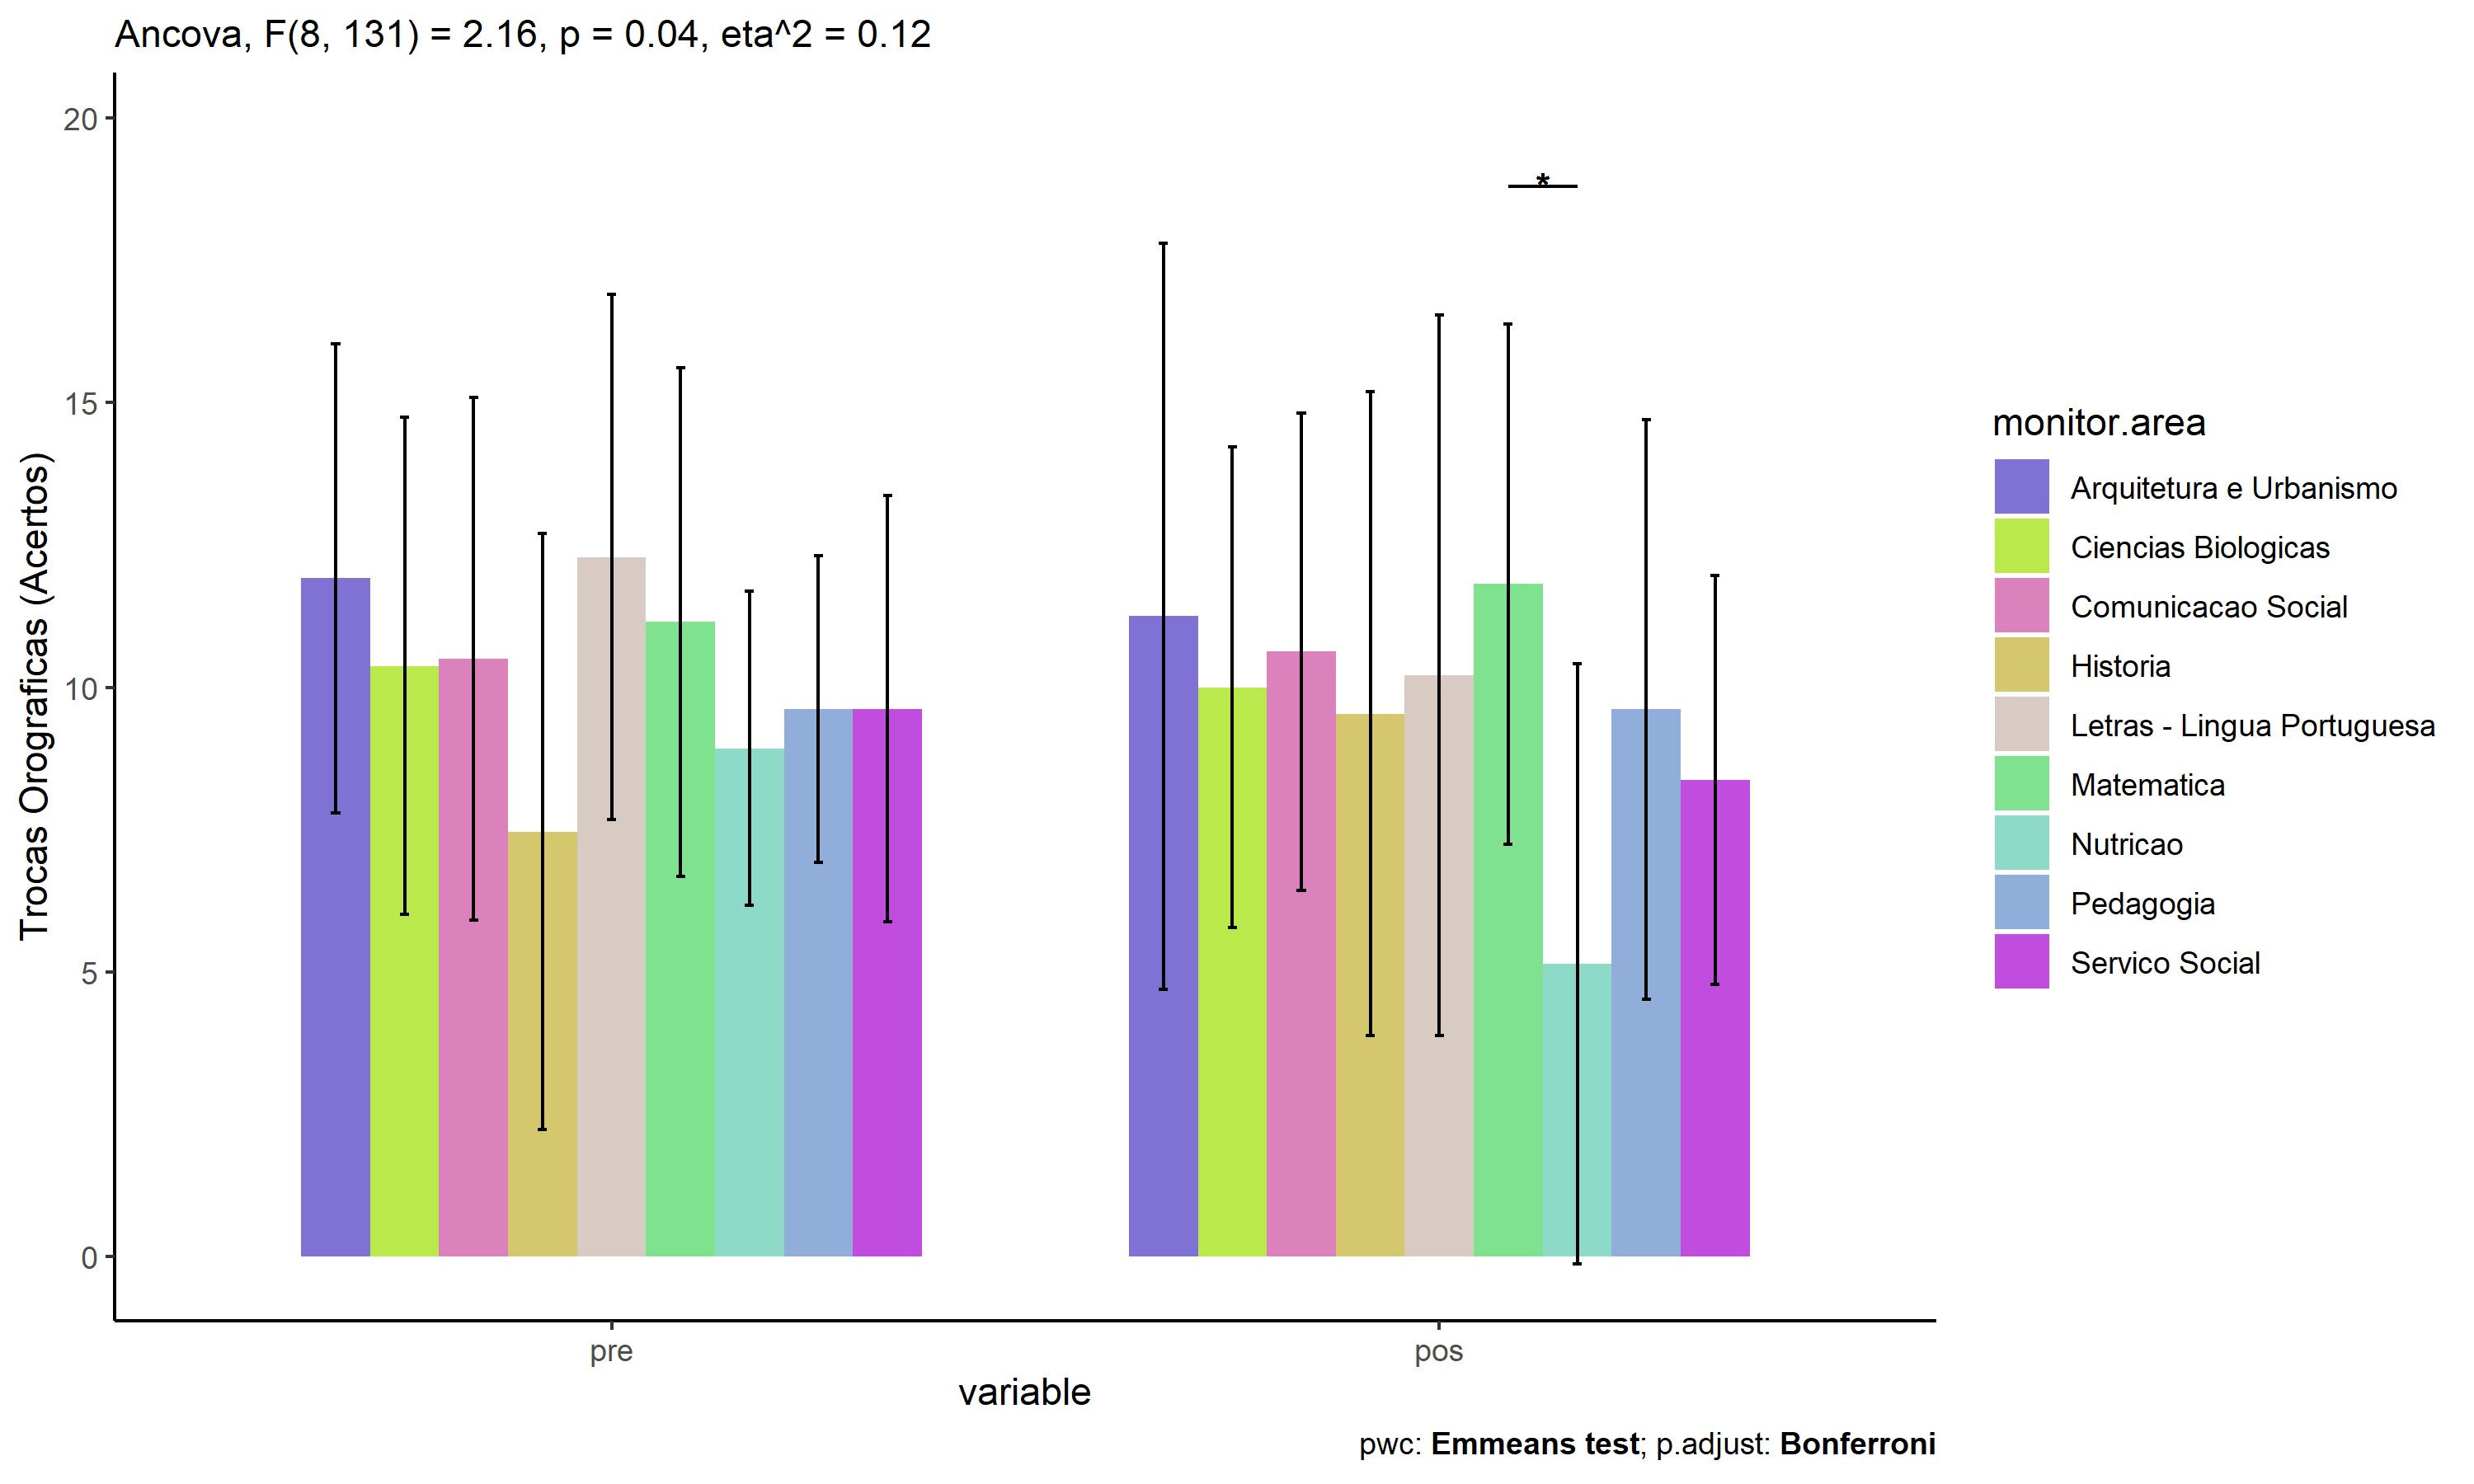 Ancova, F(8, 131) = 2.16, p = 0.04, eta^2 = 0.12
Trocas Orograficas (Acertos)
20
15
10
5
0
*
pre
pos
variable
monitor.area
Arquitetura e Urbanismo
Ciencias Biologicas
Comunicacao Social
Historia
Letras - Lingua Portuguesa
Matematica
Nutricao
Pedagogia
Servico Social
pwc: Emmeans test; p.adjust: Bonferroni